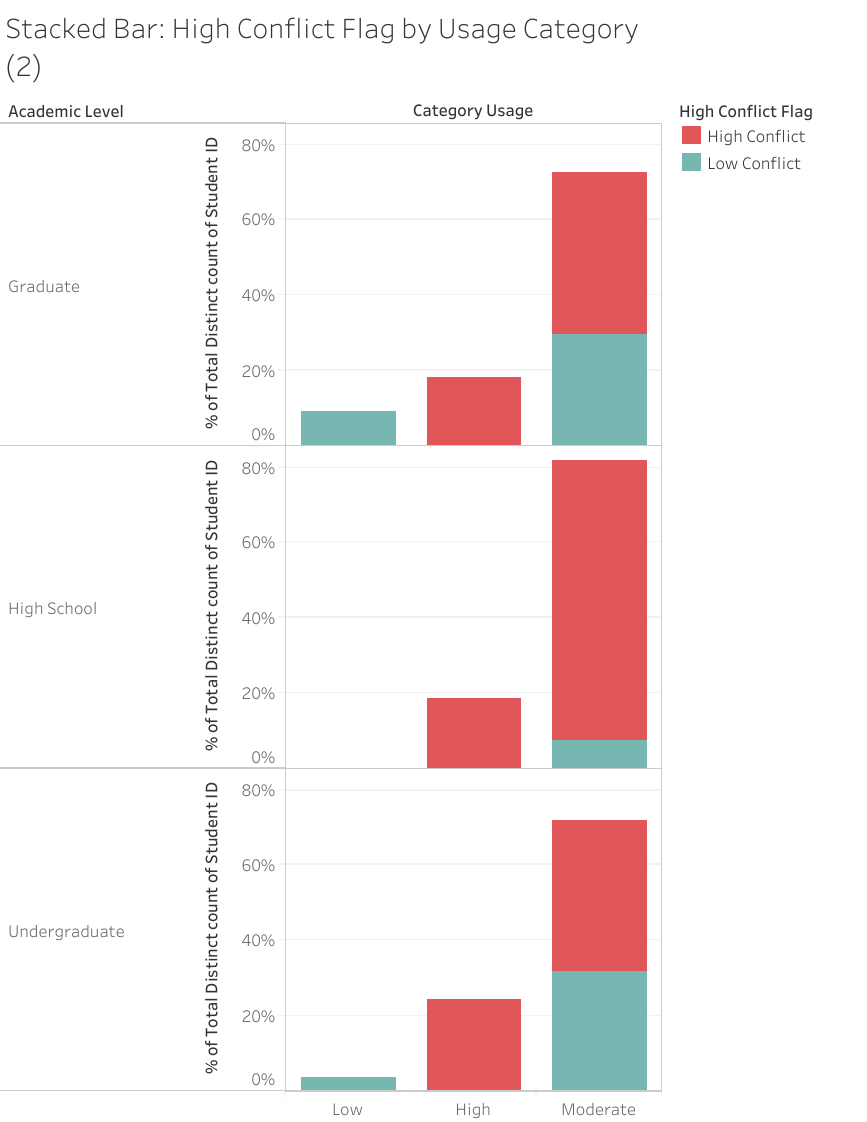 Stacked Bar: High Conflict Flag by Usage Category
(2)
Academic Level
Category Usage
High Conflict Flag
High Conflict
Low Conflict
Graduate
% of Total Distinct count of Student ID
80%
60%
40%
20%
0%
High School
% of Total Distinct count of Student ID
80%
60%
40%
20%
0%
Undergraduate
% of Total Distinct count of Student ID
80%
60%
40%
20%
0%
Low
High
Moderate